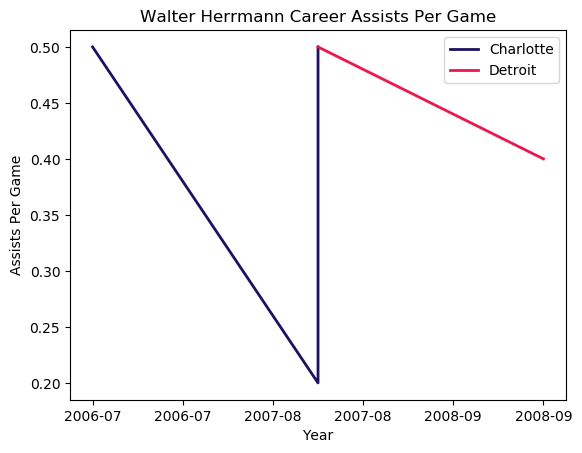 Walter Herrmann Career Assists Per Game
Charlotte
Detroit
Assists Per Game
0.50
0.45
0.40
0.35
0.30
0.25
0.20
2006-07 2006-07 2007-08 2007-08 2008-09 2008-09
Year